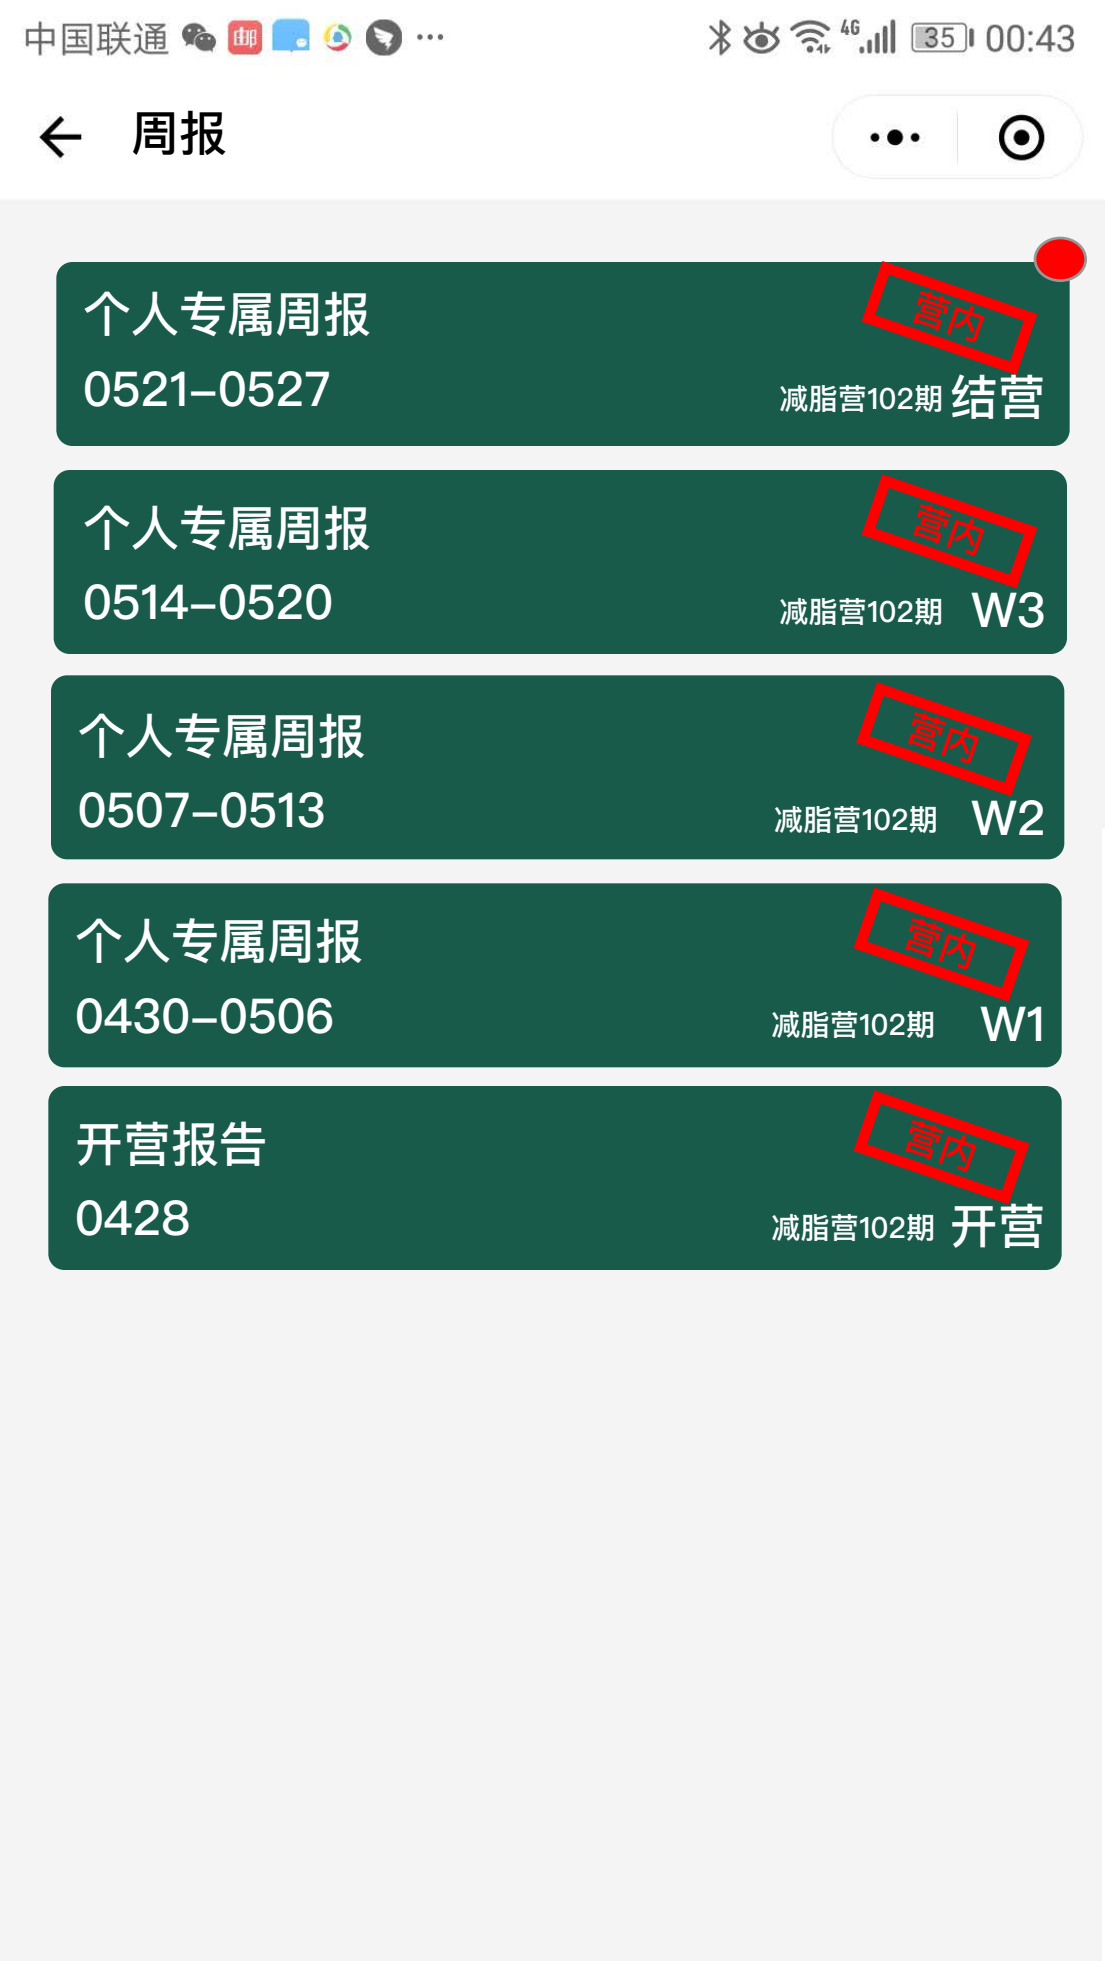 中国联通 邮 4G 35 00:43
周报
个人专属周报 营内
0521-0527 减脂营102期 结营
个人专属周报 营内
0514-0520 减脂营102期 W3
个人专属周报 营内
0507-0513 减脂营102期 W2
个人专属周报 营内
0430-0506 减脂营102期 W1
开营报告 营内
0428 减脂营102期 开营